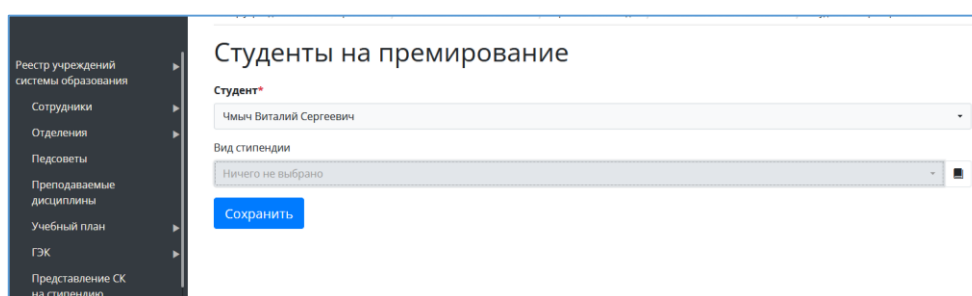 Студенты на премирование
Реестр учреждений
системы образования
Сотрудники
Отделения
Педсоветы
Преподаваемые
дисциплины
Учебный план
ГЭК
Представление СК
на стипендию
Студент*
Чмыч Виталий Сергеевич
Вид стипендии
Ничего не выбрано
Сохранить